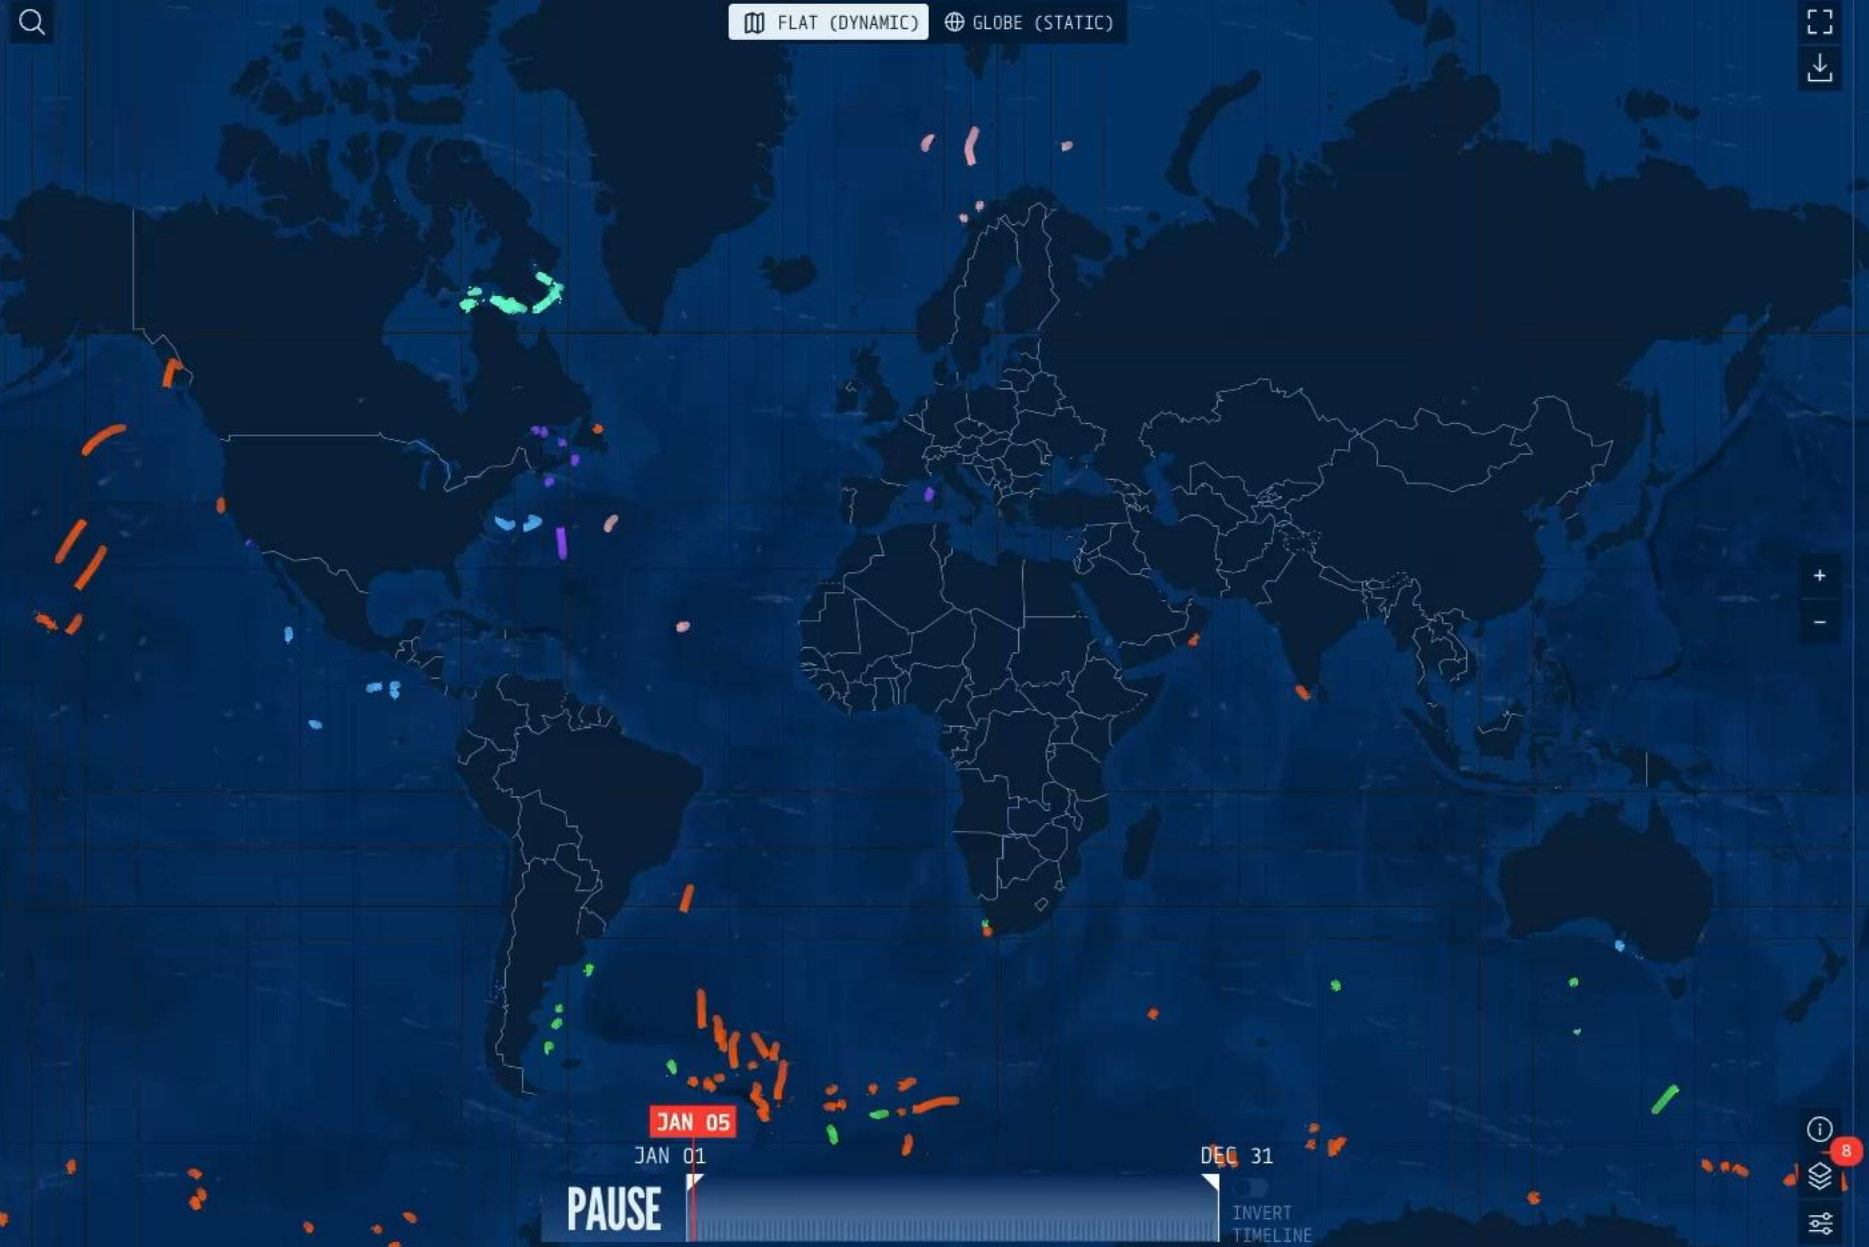 FLAT (DYNAMIC) GLOBE (STATIC)
8
JAN 05
JAN 01 DEC 31
PAUSE
INVERT
TIMELINE